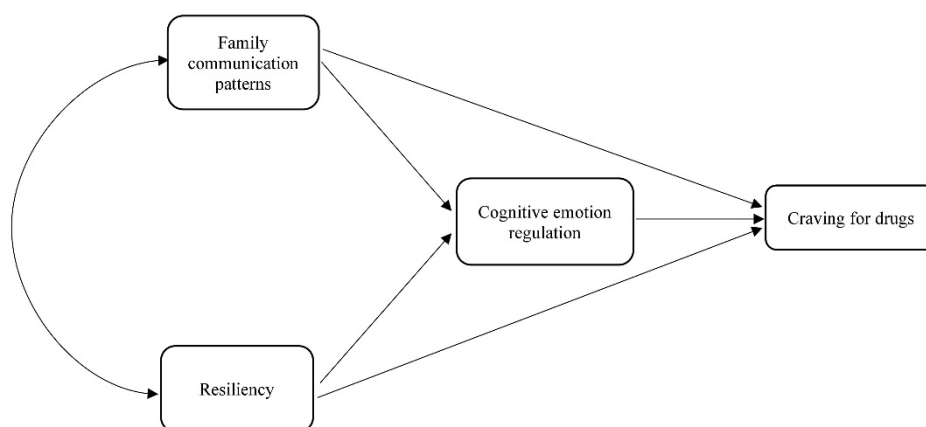 Family
communication
patterns
Cognitive emotion
regulation
Craving for drugs
Resiliency